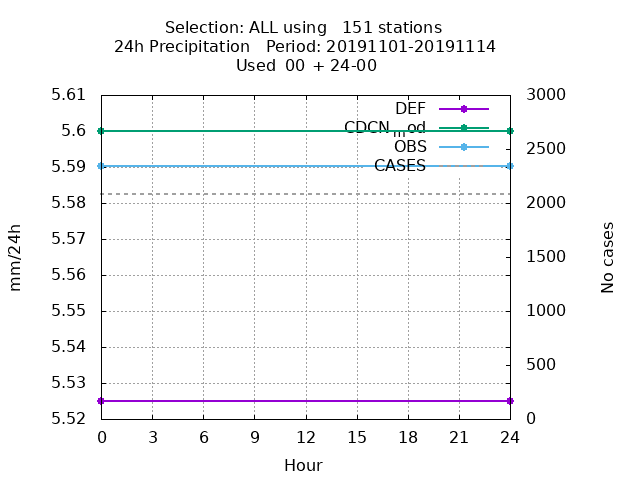 Selection: ALL using   151 stations
24h Precipitation   Period: 20191101-20191114
Used  00 + 24-00
5.61
5.6
5.59
5.58
5.57
5.56
5.55
5.54
5.53
5.52
mm/24h
DEF
CDCN_mod
OBS
CASES
3000
2500
2000
1500
1000
500
0
No cases
0 3 6 9 12 15 18 21 24
Hour